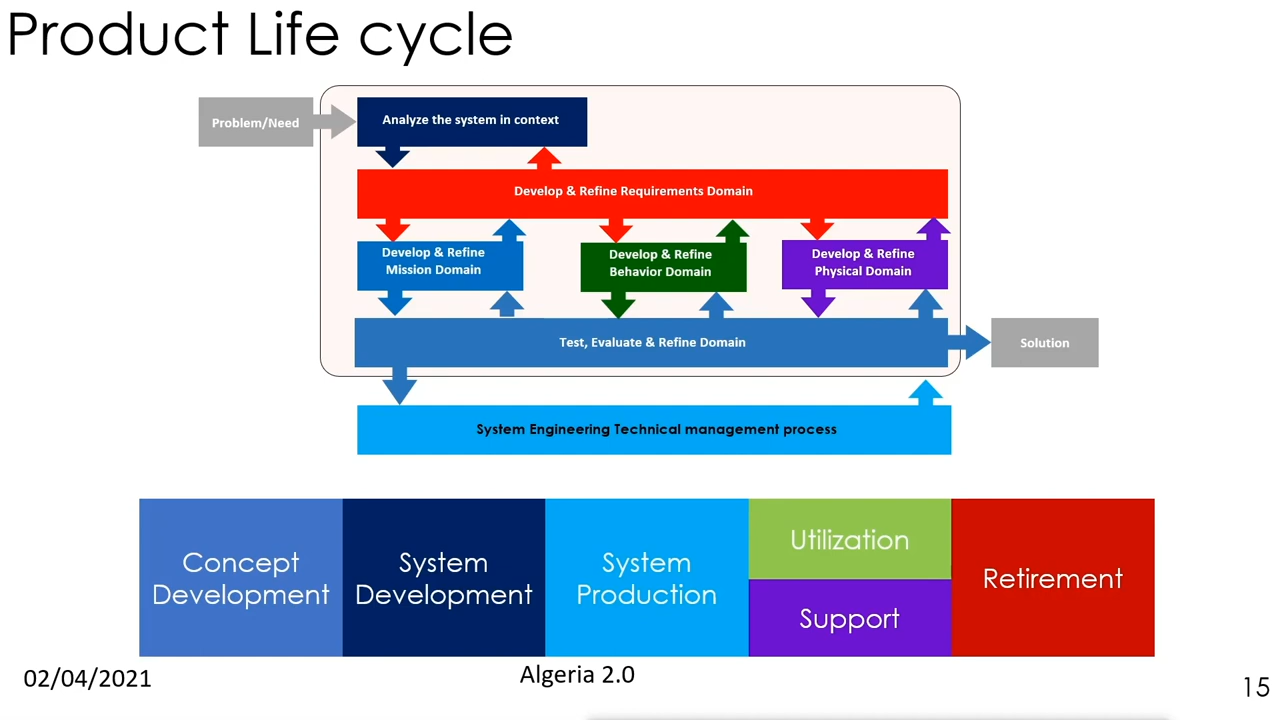 Product Life cycle
Problem/Need
Analyze the system in context
Develop & Refine Requirements Domain
Develop & Refine
Mission Domain
Develop & Refine
Behavior Domain
Develop & Refine
Physical Domain
Test, Evaluate & Refine Domain
Solution
System Engineering Technical management process
Concept
Development
System
Development
System
Production
Utilization
Support
Retirement
02/04/2021
Algeria 2.0
15